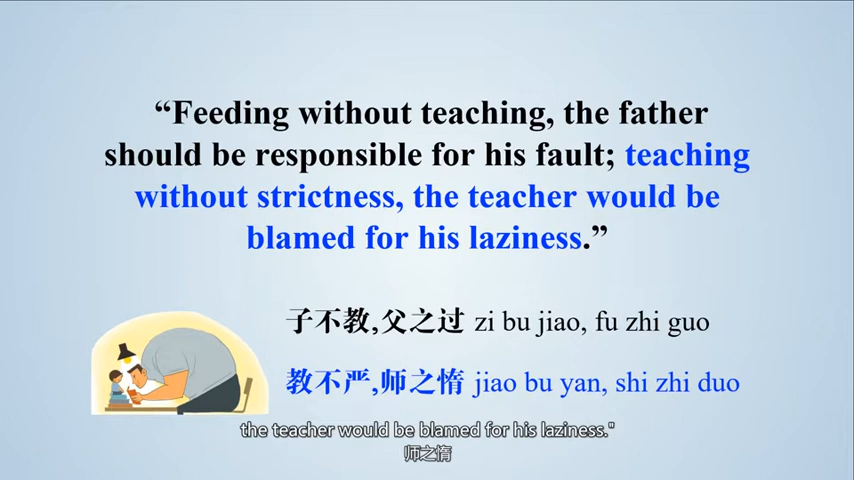 “Feeding without teaching, the father
should be responsible for his fault; teaching
without strictness, the teacher would be
blamed for his laziness.”
子不教,父之过 zi bu jiao, fu zhi guo
教不严,师之惰 jiao bu yan, shi zhi duo
the teacher would be blamed for his laziness."
师之惰